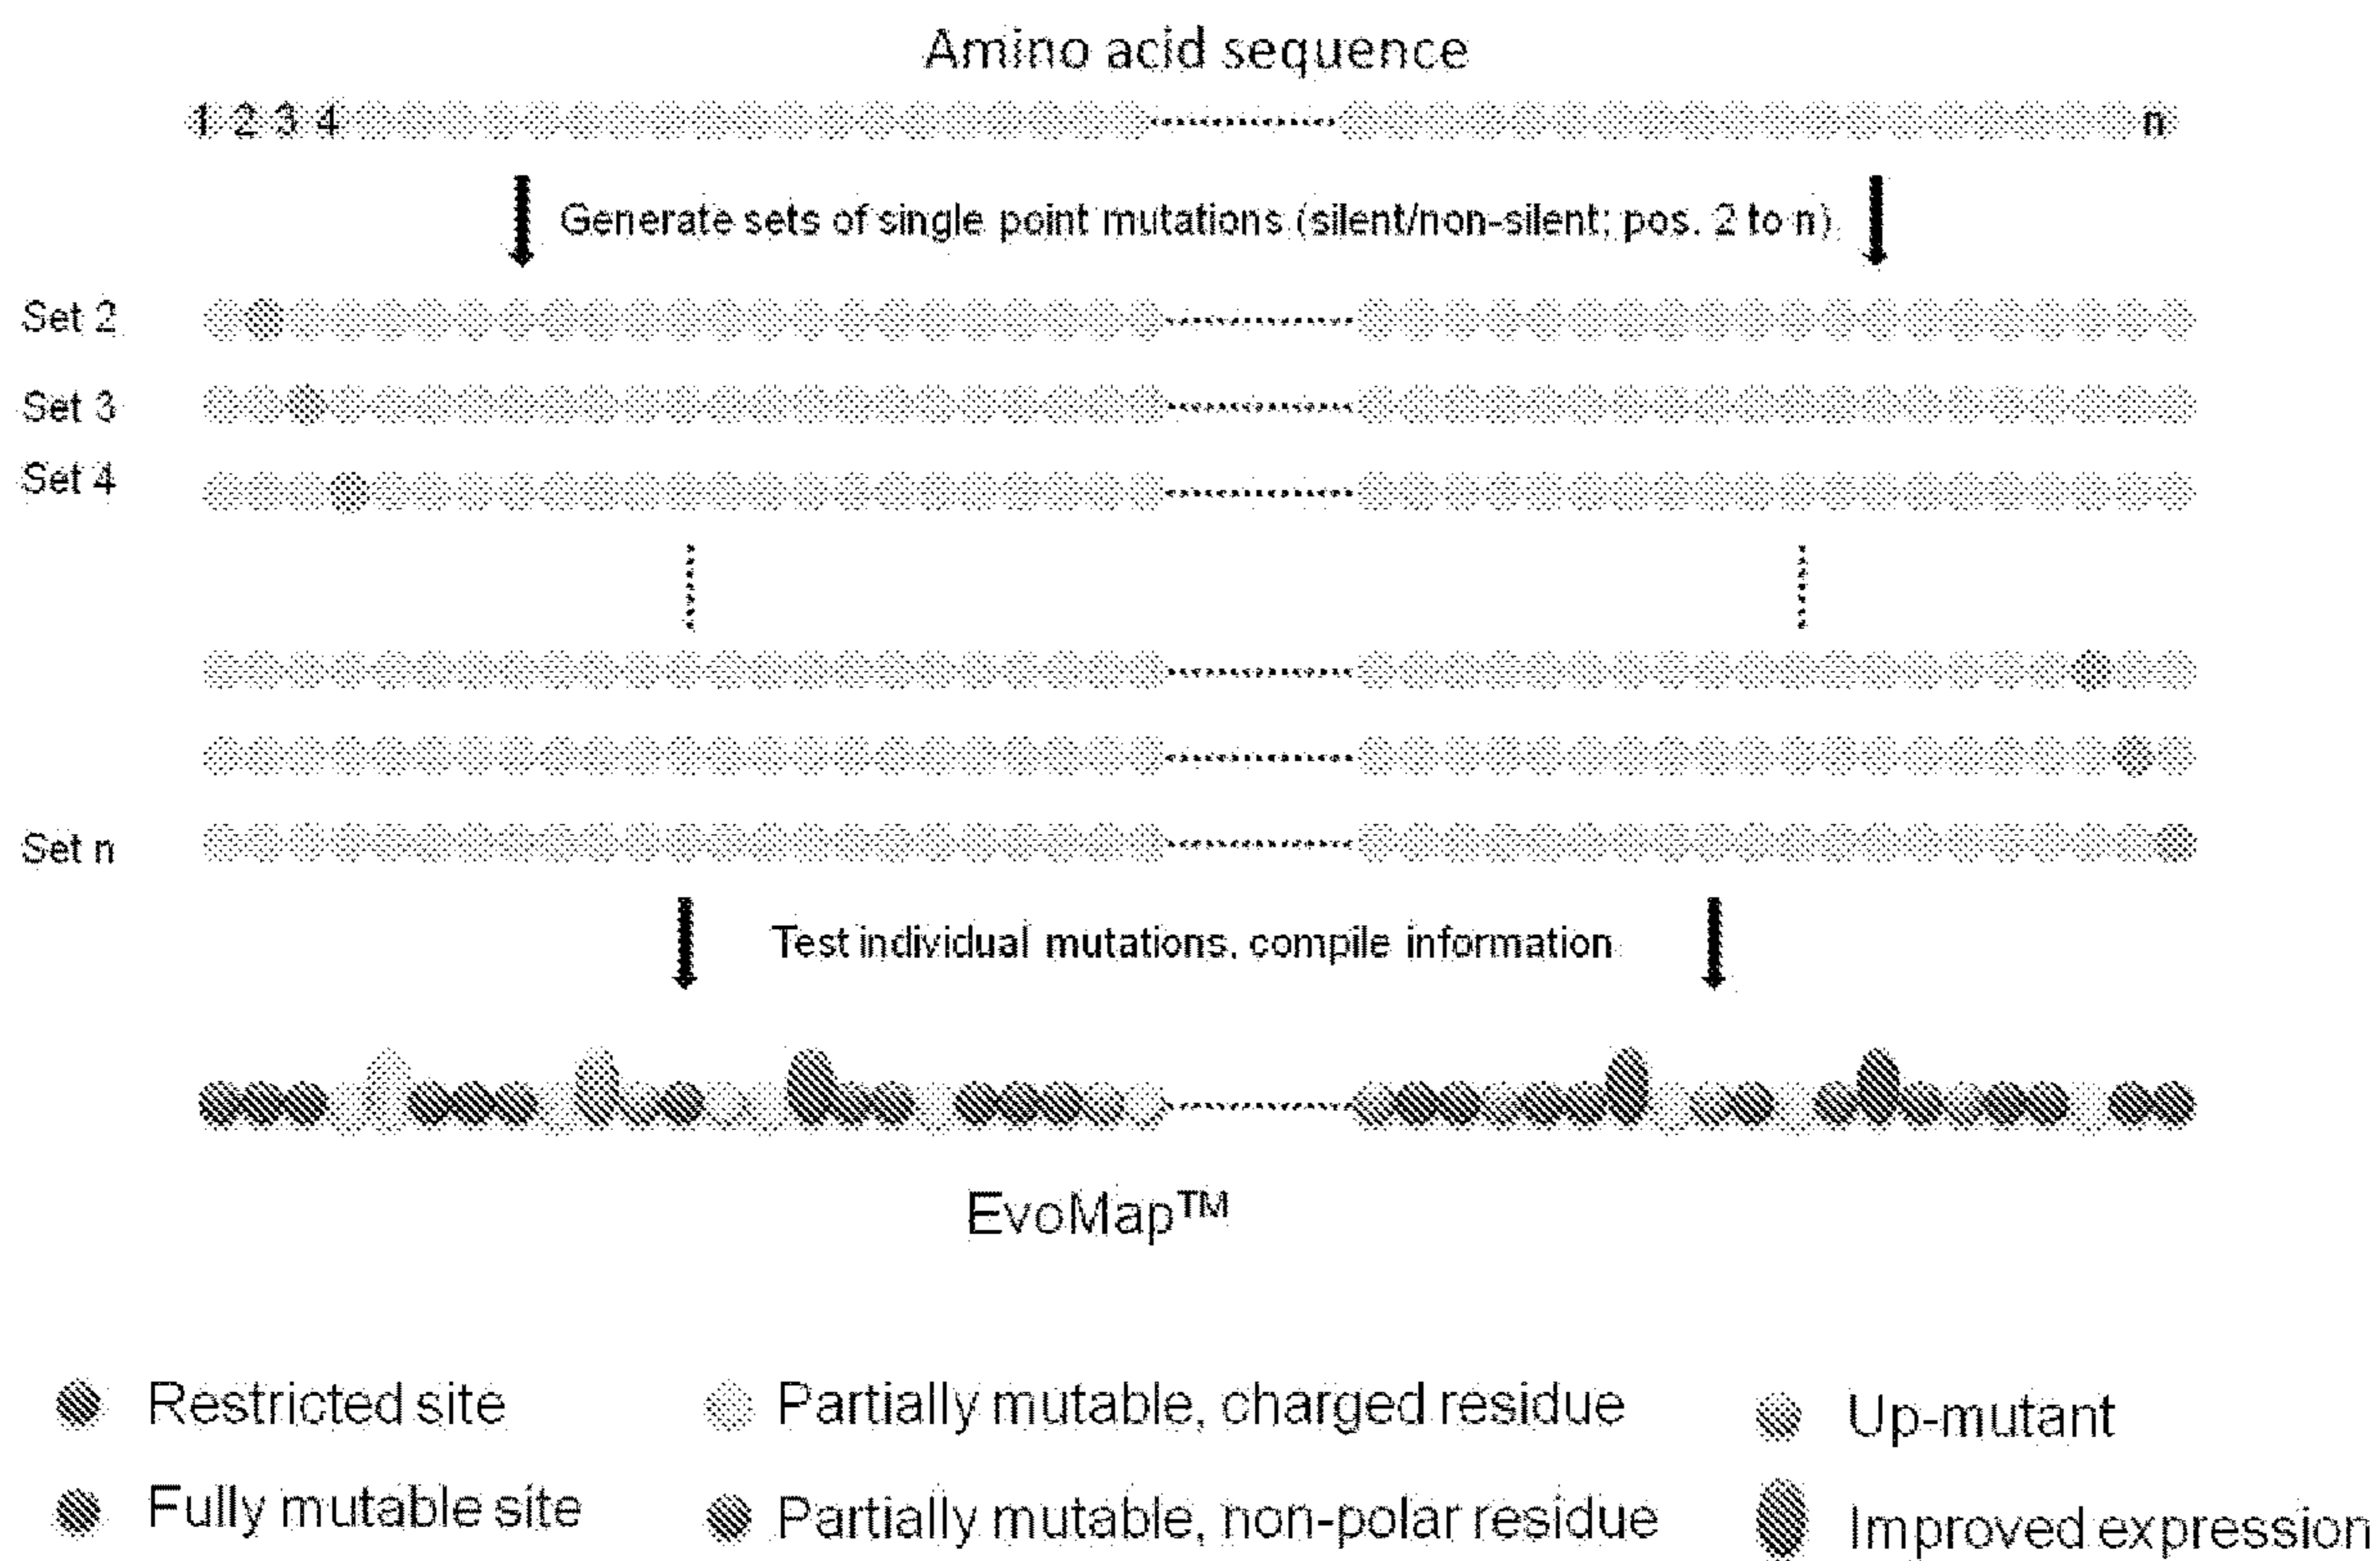 Amino acid sequence
1 2 3 4 n
Generate sets of single point mutations (silent/non-silent; pos. 2 to n)
Set 2
Set 3
Set 4
Set n
Test individual mutations, compile information
EvoMap™
Restricted site
Partially mutable, charged residue
Up-mutant
Fully mutable site
Partially mutable, non-polar residue
Improved expression